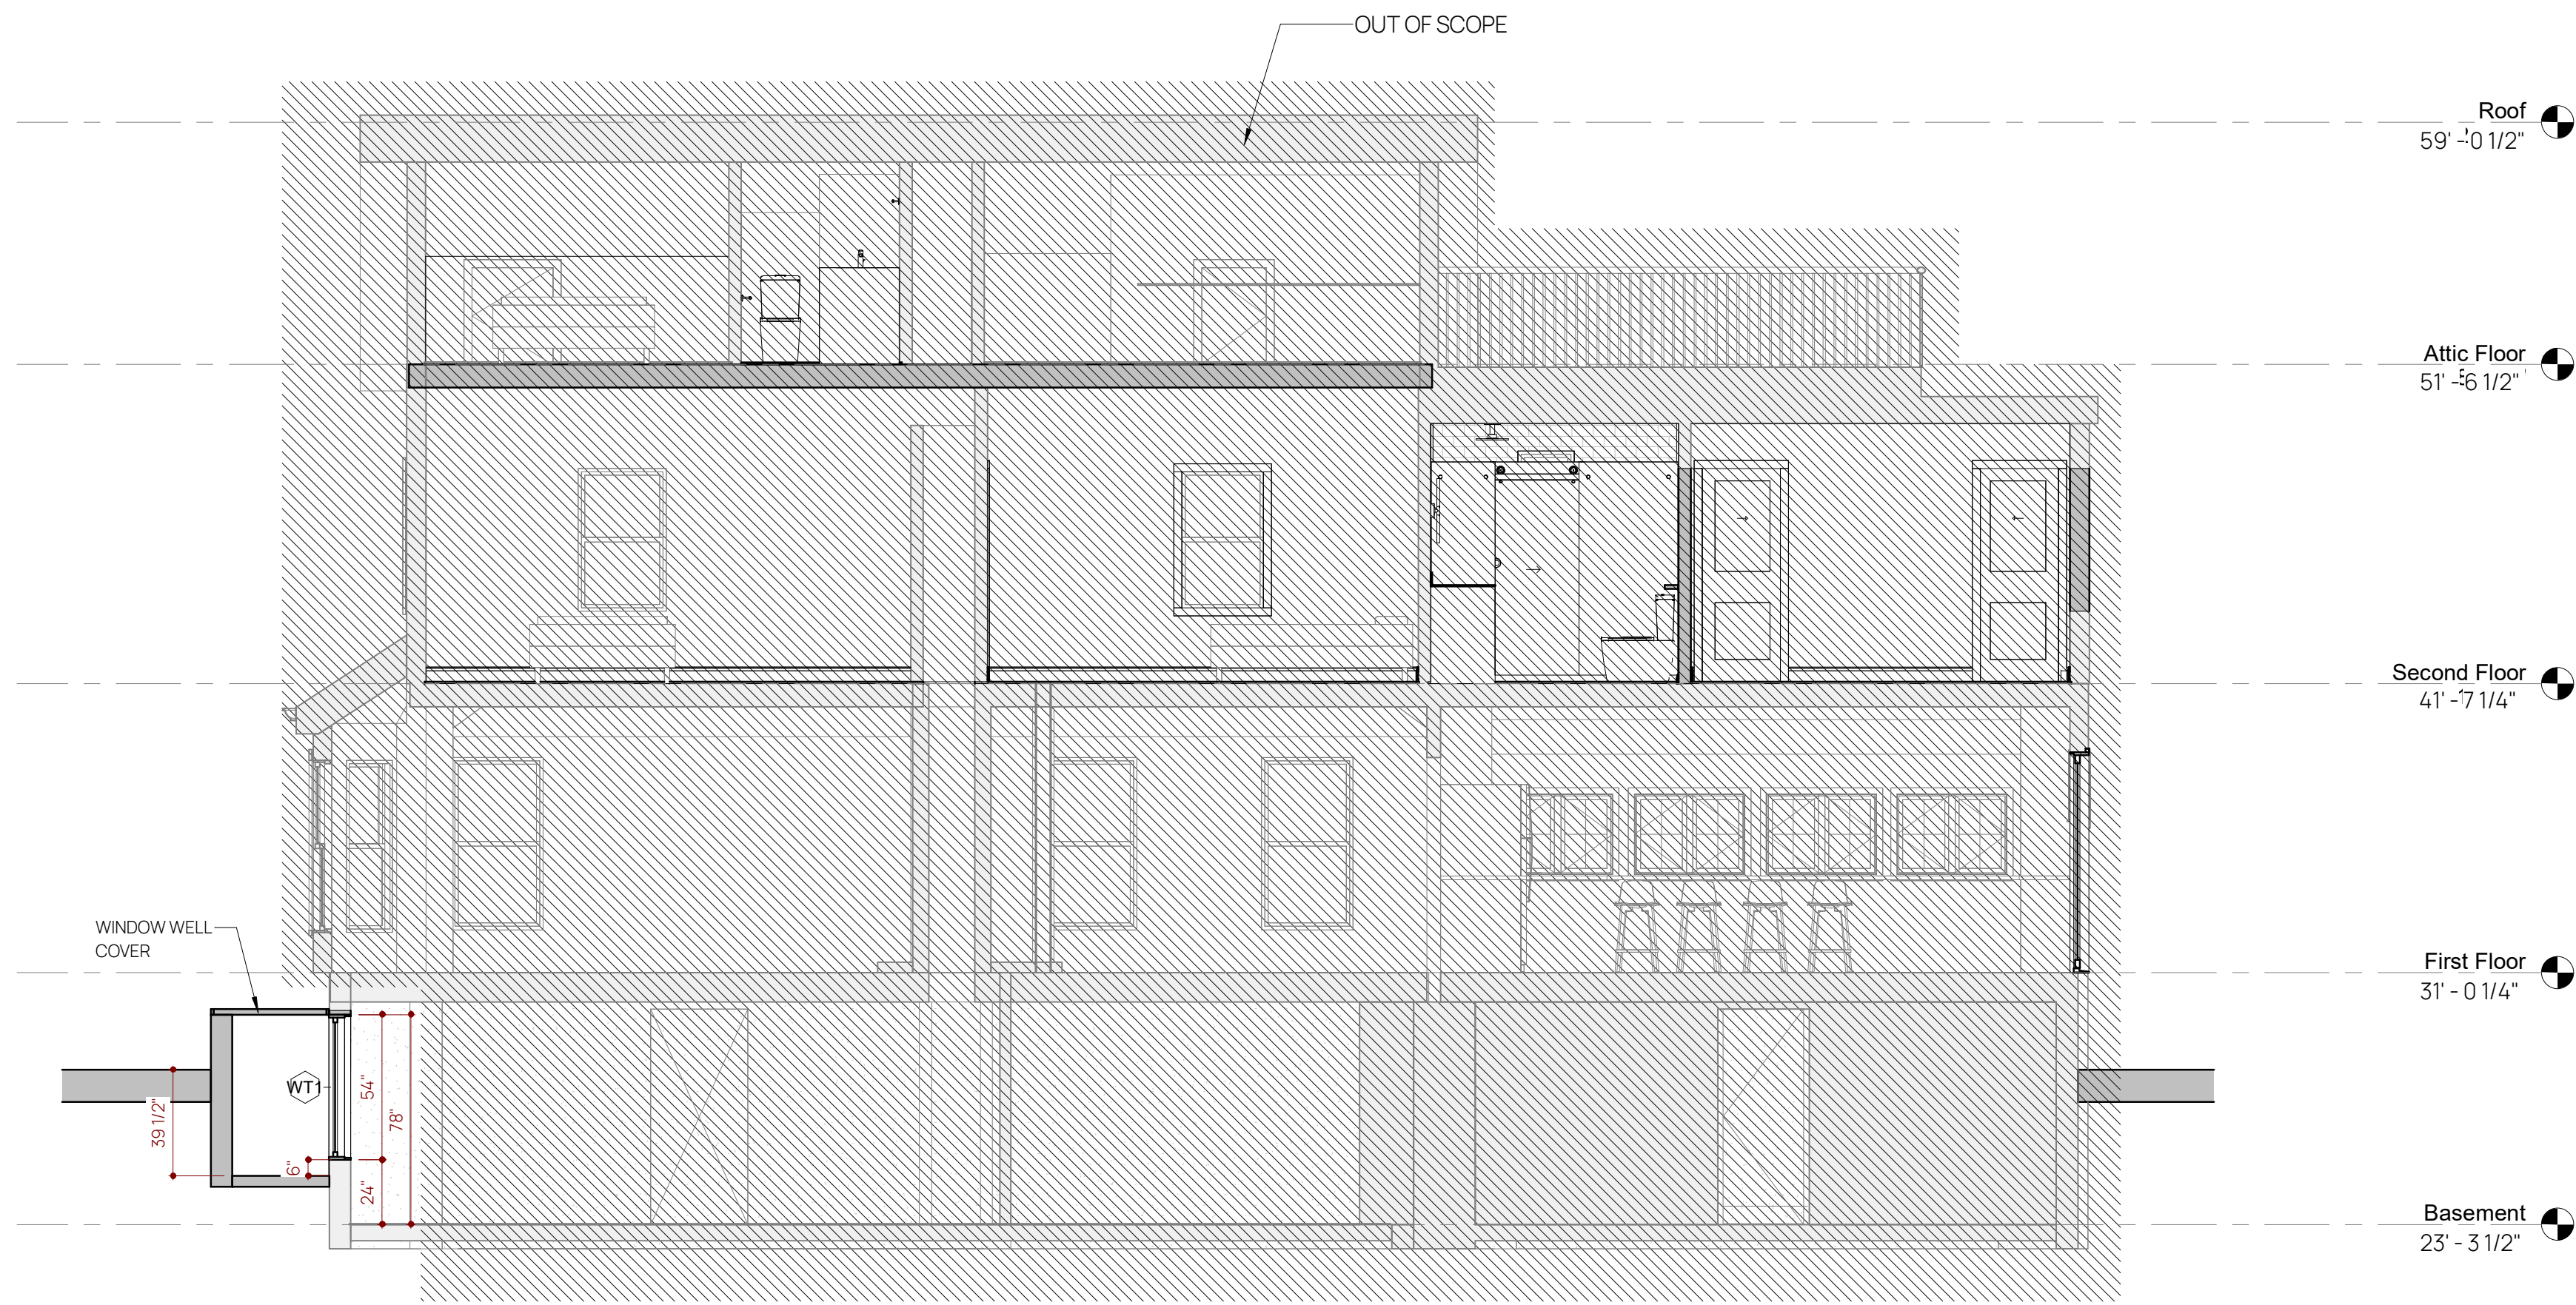 OUT OF SCOPE
Roof
59' - 0 1/2"
Attic Floor
51' - 6 1/2"
Second Floor
41' - 7 1/4"
WINDOW WELL
COVER
First Floor
31' - 0 1/4"
WT1
54"
78"
39 1/2"
6"
24"
Basement
23' - 3 1/2"